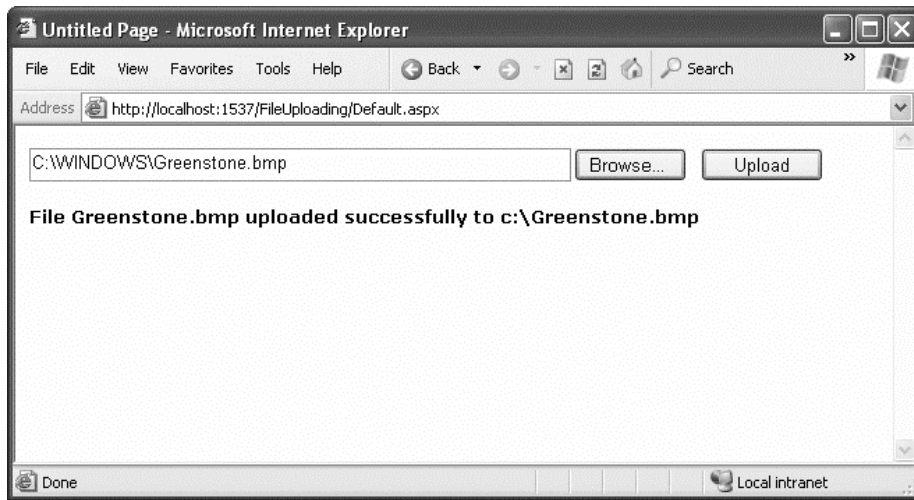 Untitled Page - Microsoft Internet Explorer
File Edit View Favorites Tools Help Back Search »
Address http://localhost:1537/FileUploading/Default.aspx
C:\WINDOWS\Greenstone.bmp Browse... Upload
File Greenstone.bmp uploaded successfully to c:\Greenstone.bmp
Done Local intranet